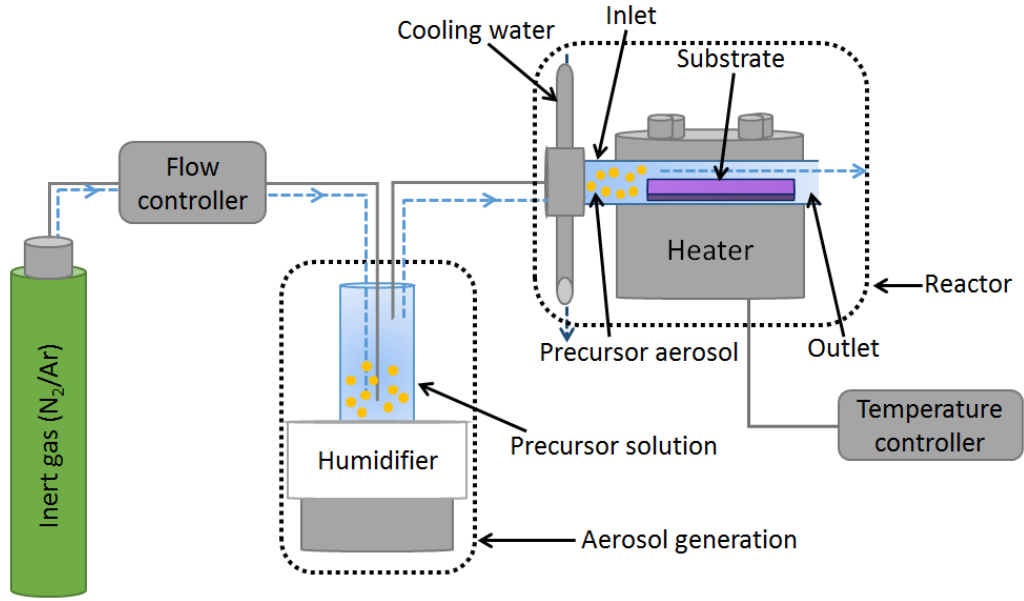 Inlet
Cooling water
Substrate
Flow
controller
Heater
Reactor
Precursor aerosol
Outlet
Inert gas (N₂/Ar)
Temperature
controller
Precursor solution
Humidifier
Aerosol generation